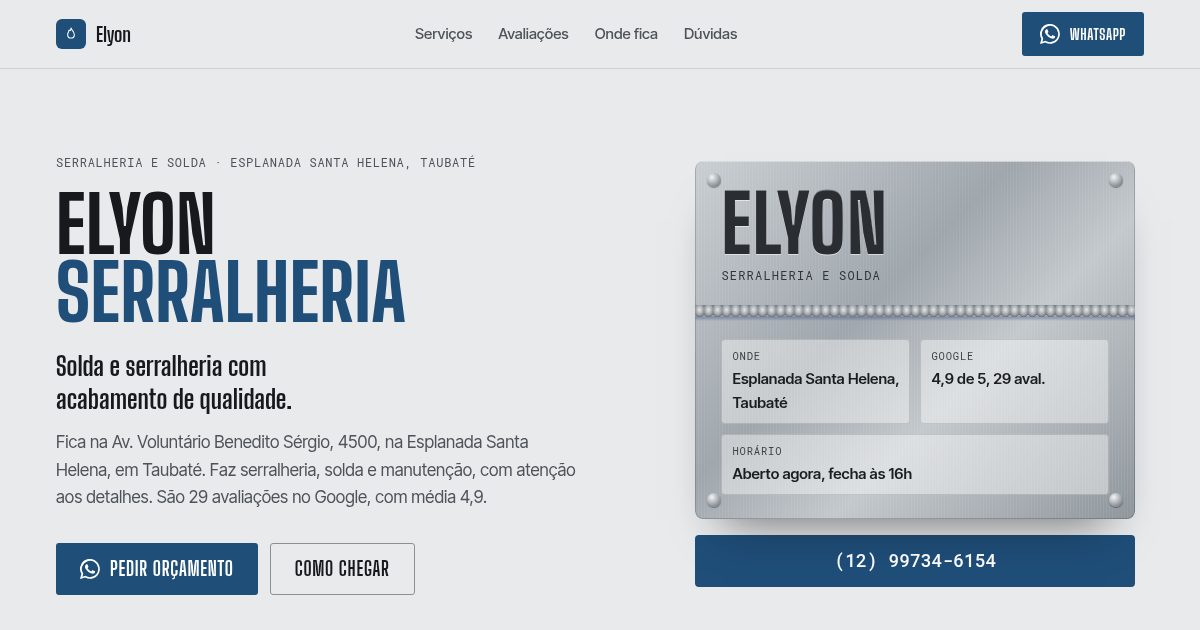 Elyon
Serviços
Avaliações
Onde fica
Dúvidas
WHATSAPP
SERRALHERIA E SOLDA · ESPLANADA SANTA HELENA, TAUBATÉ
ELYON
SERRALHERIA
Solda e serralheria com
acabamento de qualidade.
Fica na Av. Voluntário Benedito Sérgio, 4500, na Esplanada Santa
Helena, em Taubaté. Faz serralheria, solda e manutenção, com atenção
aos detalhes. São 29 avaliações no Google, com média 4,9.
PEDIR ORÇAMENTO
COMO CHEGAR
ELYON
SERRALHERIA E SOLDA
ONDE
Esplanada Santa Helena,
Taubaté
GOOGLE
4,9 de 5, 29 aval.
HORÁRIO
Aberto agora, fecha às 16h
(12) 99734-6154